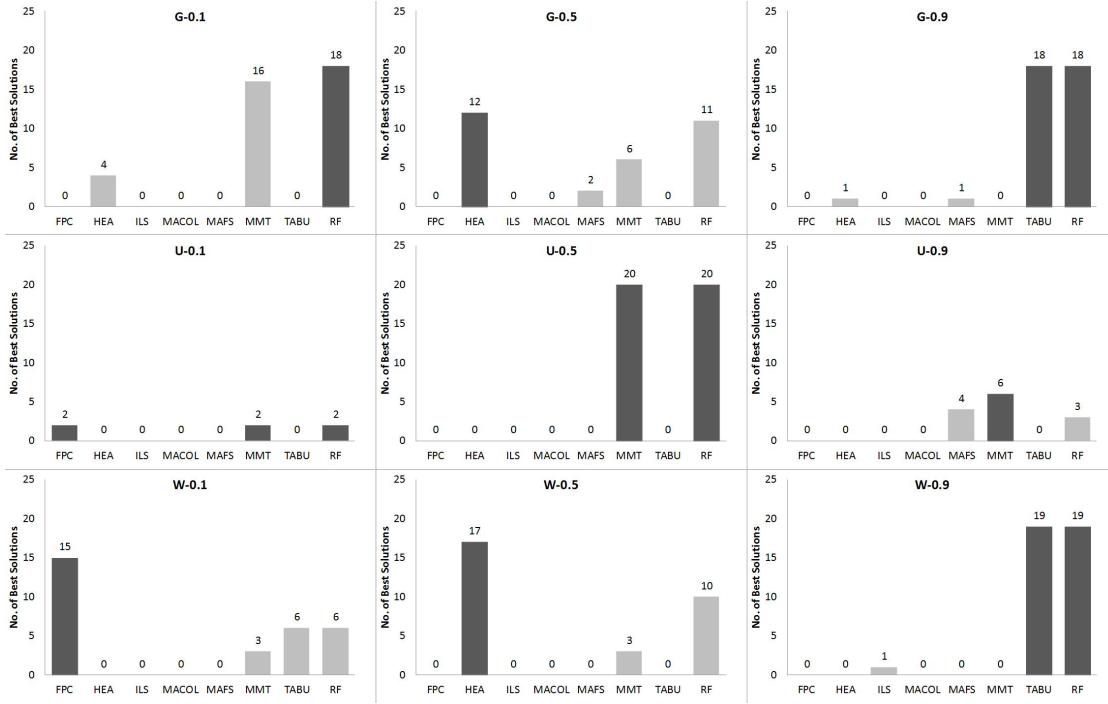 G-0.1
No. of Best Solutions
25
20
15
10
5
0
0 4 0 0 0 16 0 18
FPC HEA ILS MACOL MAFS MMT TABU RF
G-0.5
No. of Best Solutions
25
20
15
10
5
0
0 12 0 0 2 6 0 11
FPC HEA ILS MACOL MAFS MMT TABU RF
G-0.9
No. of Best Solutions
25
20
15
10
5
0
0 1 0 0 1 0 18 18
FPC HEA ILS MACOL MAFS MMT TABU RF
U-0.1
No. of Best Solutions
25
20
15
10
5
0
2 0 0 0 0 2 0 2
FPC HEA ILS MACOL MAFS MMT TABU RF
U-0.5
No. of Best Solutions
25
20
15
10
5
0
0 0 0 0 0 20 0 20
FPC HEA ILS MACOL MAFS MMT TABU RF
U-0.9
No. of Best Solutions
25
20
15
10
5
0
0 0 0 0 4 6 0 3
FPC HEA ILS MACOL MAFS MMT TABU RF
W-0.1
No. of Best Solutions
25
20
15
10
5
0
15 0 0 0 0 3 6 6
FPC HEA ILS MACOL MAFS MMT TABU RF
W-0.5
No. of Best Solutions
25
20
15
10
5
0
0 17 0 0 0 3 0 10
FPC HEA ILS MACOL MAFS MMT TABU RF
W-0.9
No. of Best Solutions
25
20
15
10
5
0
0 0 1 0 0 0 19 19
FPC HEA ILS MACOL MAFS MMT TABU RF